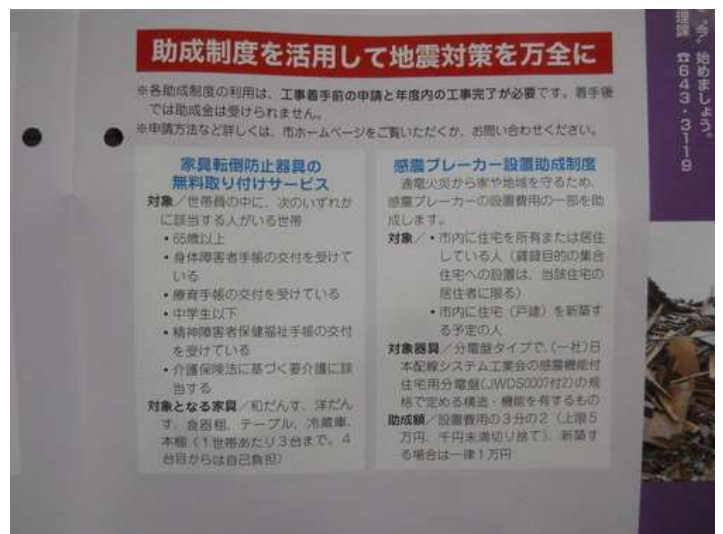 助成制度を活用して地震対策を万全に
※各助成制度の利用は、工事着手前の申請と年度内の工事完了が必要です。着手後
では助成金は受けられません。
※申請方法など詳しくは、市ホームページをご覧いただくか、お問い合わせください。
家具転倒防止器具の
無料取り付けサービス
対象／世帯員の中に、次のいずれか
に該当する人がいる世帯
・65歳以上
・身体障害者手帳の交付を受けて
いる
・療育手帳の交付を受けている
・中学生以下
・精神障害者保健福祉手帳の交付
を受けている
・介護保険法に基づく要介護に該
当する
対象となる家具／和だんす、洋だん
す、食器棚、テーブル、冷蔵庫、
本棚（1世帯あたり3台まで。4
台目からは自己負担）
感震ブレーカー設置助成制度
通電火災から家や地域を守るため、
感震ブレーカーの設置費用の一部を助
成します。
対象／・市内に住宅を所有または居住
している人（賃貸目的の集合
住宅への設置は、当該住宅の
居住者に限る）
・市内に住宅（戸建）を新築す
る予定の人
対象器具／分電盤タイプで、(一社)日
本配線システム工業会の感震機能付
住宅用分電盤(JWDS0007付2)の規
格で定める構造・機能を有するもの
助成額／設置費用の3分の2（上限5
万円、千円未満切り捨て）、新築す
る場合は一律1万円
〝今〟始めましょう。
理課 ☎643・3119